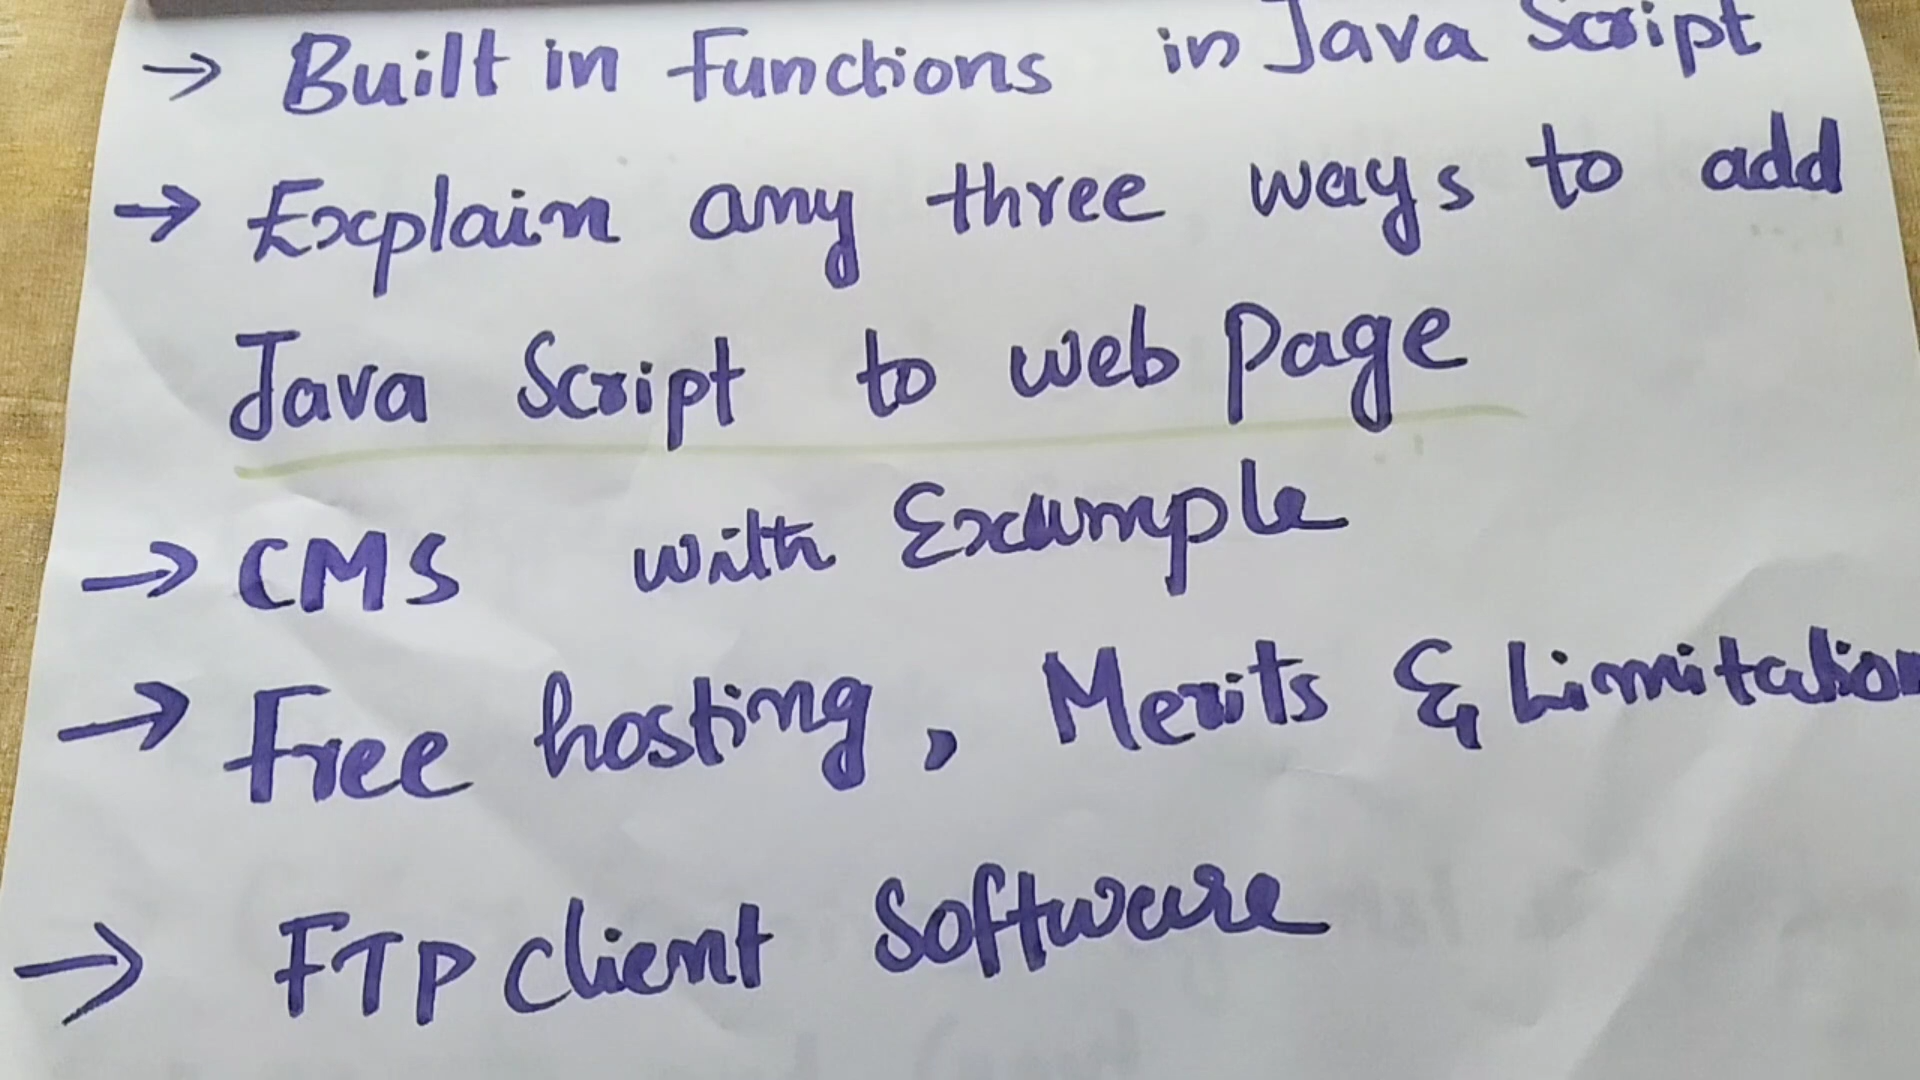 → Built in functions in Java Script
→ Explain any three ways to add
Java Script to web page
→ CMS with Example
→ Free hosting, Merits & Limitation
→ FTP client Software